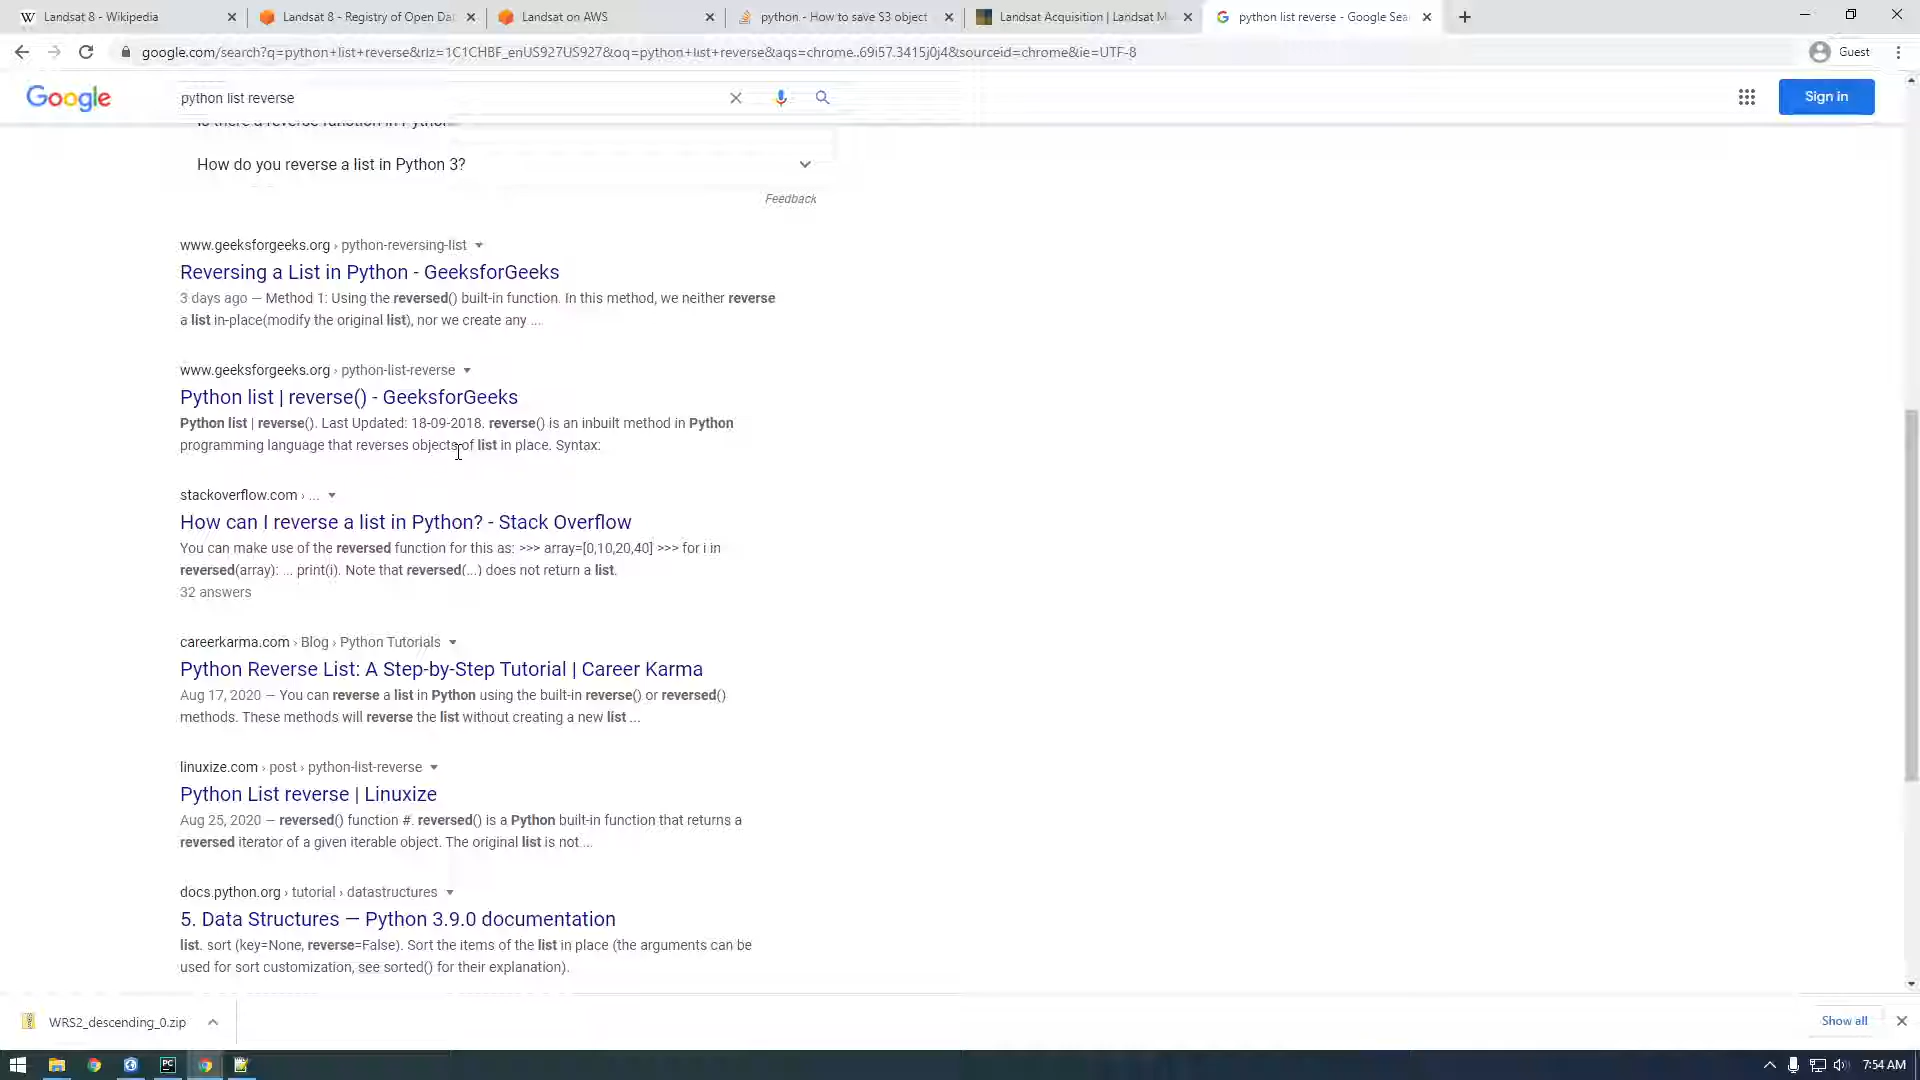 Landsat 8 - Wikipedia
Landsat 8 - Registry of Open Dat
Landsat on AWS
python - How to save S3 object
Landsat Acquisition | Landsat M
python list reverse - Google Sea
google.com/search?q=python+list+reverse&rlz=1C1CHBF_enUS927US927&oq=python+list+reverse&aqs=chrome..69i57.3415j0j4&sourceid=chrome&ie=UTF-8
Guest
Google
python list reverse
Sign in
Is there a reverse function in Python
How do you reverse a list in Python 3?
Feedback
www.geeksforgeeks.org › python-reversing-list
Reversing a List in Python - GeeksforGeeks
3 days ago — Method 1: Using the reversed() built-in function. In this method, we neither reverse
a list in-place(modify the original list), nor we create any ...
www.geeksforgeeks.org › python-list-reverse
Python list | reverse() - GeeksforGeeks
Python list | reverse(). Last Updated: 18-09-2018. reverse() is an inbuilt method in Python
programming language that reverses objects of list in place. Syntax:
stackoverflow.com › ...
How can I reverse a list in Python? - Stack Overflow
You can make use of the reversed function for this as: >>> array=[0,10,20,40] >>> for i in
reversed(array): ... print(i). Note that reversed(...) does not return a list.
32 answers
careerkarma.com › Blog › Python Tutorials
Python Reverse List: A Step-by-Step Tutorial | Career Karma
Aug 17, 2020 — You can reverse a list in Python using the built-in reverse() or reversed()
methods. These methods will reverse the list without creating a new list ...
linuxize.com › post › python-list-reverse
Python List reverse | Linuxize
Aug 25, 2020 — reversed() function #. reversed() is a Python built-in function that returns a
reversed iterator of a given iterable object. The original list is not ...
docs.python.org › tutorial › datastructures
5. Data Structures — Python 3.9.0 documentation
list. sort (key=None, reverse=False). Sort the items of the list in place (the arguments can be
used for sort customization, see sorted() for their explanation).
WRS2_descending_0.zip
Show all
PC
7:54 AM